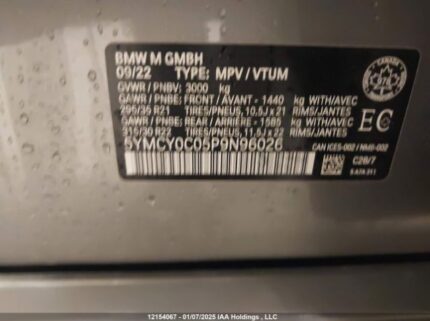 BMW M GMBH
09/22 TYPE: MPV / VTUM
GVWR / PNBV: 3000 kg
GAWR / PNBE: FRONT / AVANT - 1440 kg WITH/AVEC
295/35 R21 TIRES/PNEUS, 10.5J x 21 RIMS/JANTES
GAWR / PNBE: REAR / ARRIERE - 1585 kg WITH/AVEC
315/30 R22 TIRES/PNEUS, 11.5J x 22 RIMS/JANTES
5YMCY0C05P9N96026
CANADA
EC
CAN ICES-002 / NMB-002
C26/7
12154067 - 01/07/2025 IAA Holdings , LLC